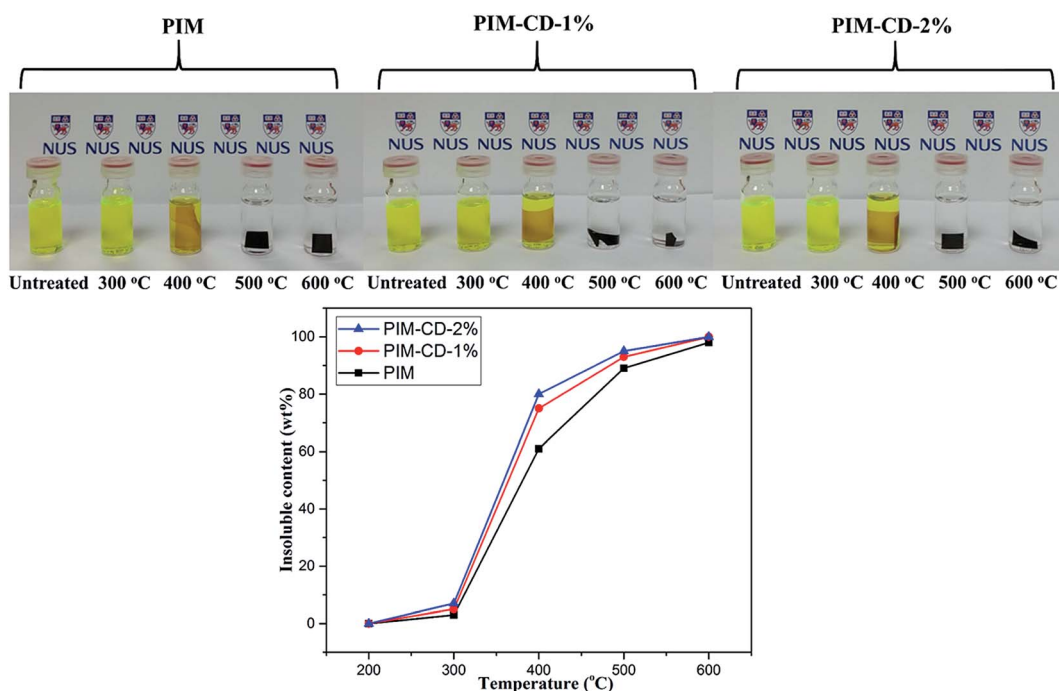 PIM
PIM-CD-1%
PIM-CD-2%
NUS NUS NUS NUS NUS NUS
NUS NUS NUS NUS NUS NUS NUS
NUS NUS NUS NUS NUS NUS NUS
Untreated 300 °C 400 °C 500 °C 600 °C
Untreated 300 °C 400 °C 500 °C 600 °C
Untreated 300 °C 400 °C 500 °C 600 °C
PIM-CD-2%
PIM-CD-1%
PIM
Insoluble content (wt%)
100
80
60
40
20
0
200 300 400 500 600
Temperature (°C)